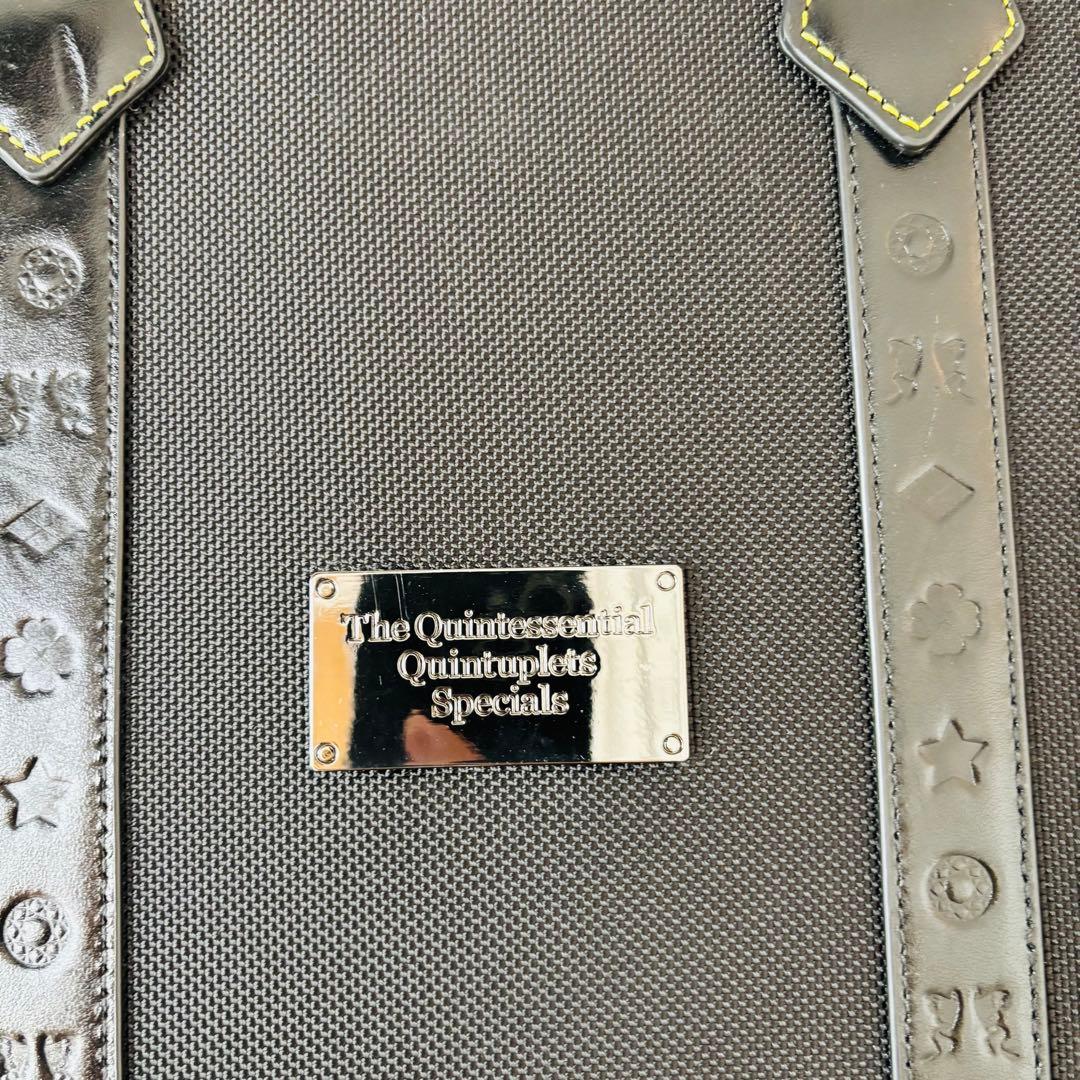 The Quintessential
Quintuplets
Specials